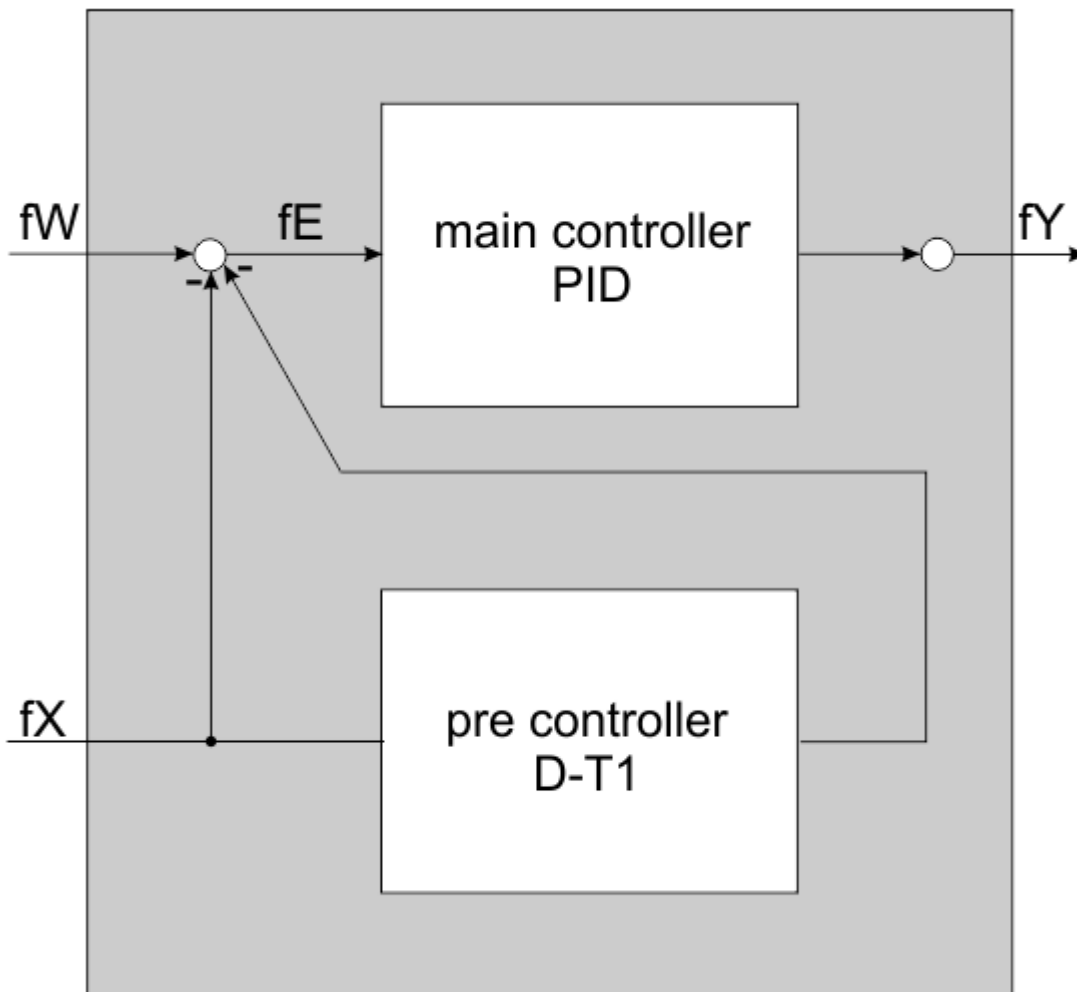 fW
fE
main controller
PID
fY
-
-
fX
pre controller
D-T1